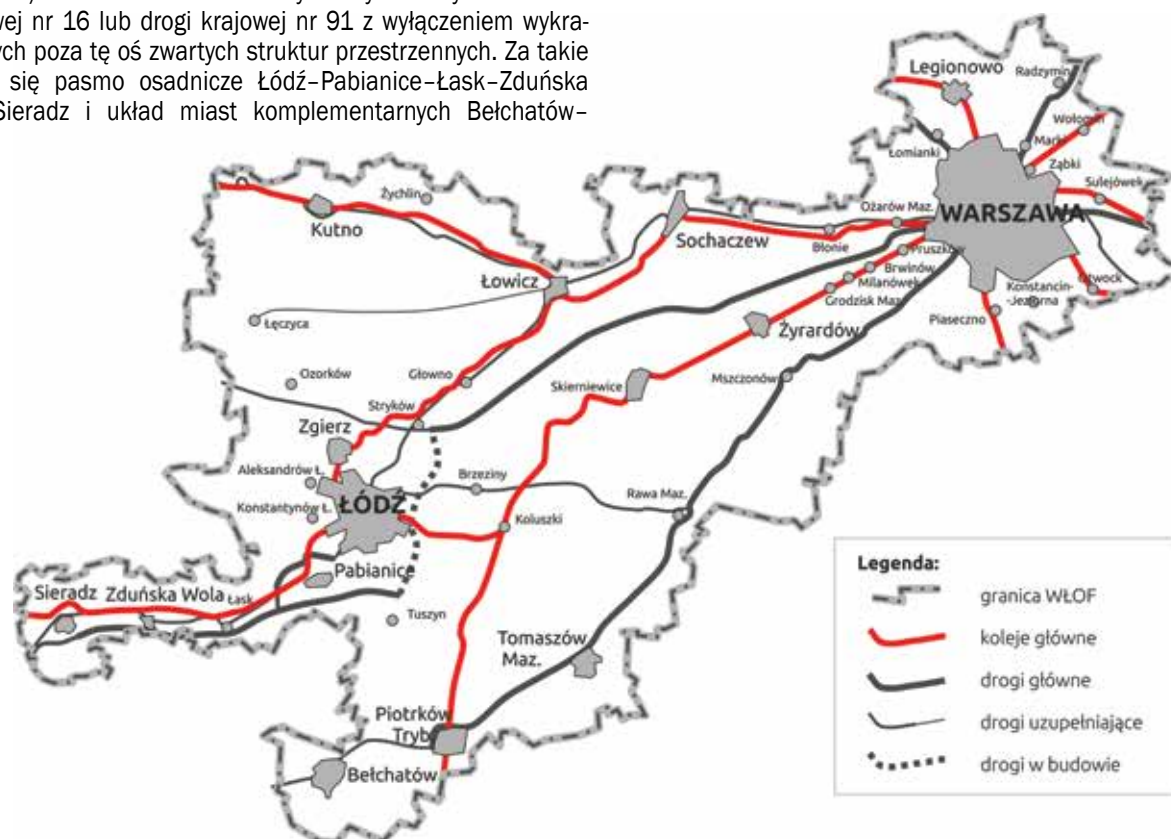 wej nr 16 lub drogi krajowej nr 91 z wyłączeniem wykra-
ych poza tę oś zwartych struktur przestrzennych. Za takie
się pasmo osadnicze Łódź–Pabianice–Łask–Zduńska
Sieradz i układ miast komplementarnych Bełchatów–
Legionowo
Radzymin
Wołomin
Łomianki
Marki
Ząbki
Sulejówek
Żychlin
Kutno
Ożarów Maz.
WARSZAWA
Sochaczew
Błonie
Pruszków
Brwinów
Milanówek
Grodzisk Maz.
Konstancin-
-Jeziorna
Otwock
Piaseczno
Łowicz
Łęczyca
Żyrardów
Ozorków
Głowno
Skierniewice
Mszczonów
Stryków
Zgierz
Aleksandrów Ł.
Brzeziny
Rawa Maz.
Konstantynów Ł.
ŁÓDŹ
Koluszki
Pabianice
Sieradz
Zduńska Wola
Łask
Tuszyn
Tomaszów
Maz.
Piotrków
Tryb.
Bełchatów
Legenda:
granica WŁOF
koleje główne
drogi główne
drogi uzupełniające
drogi w budowie